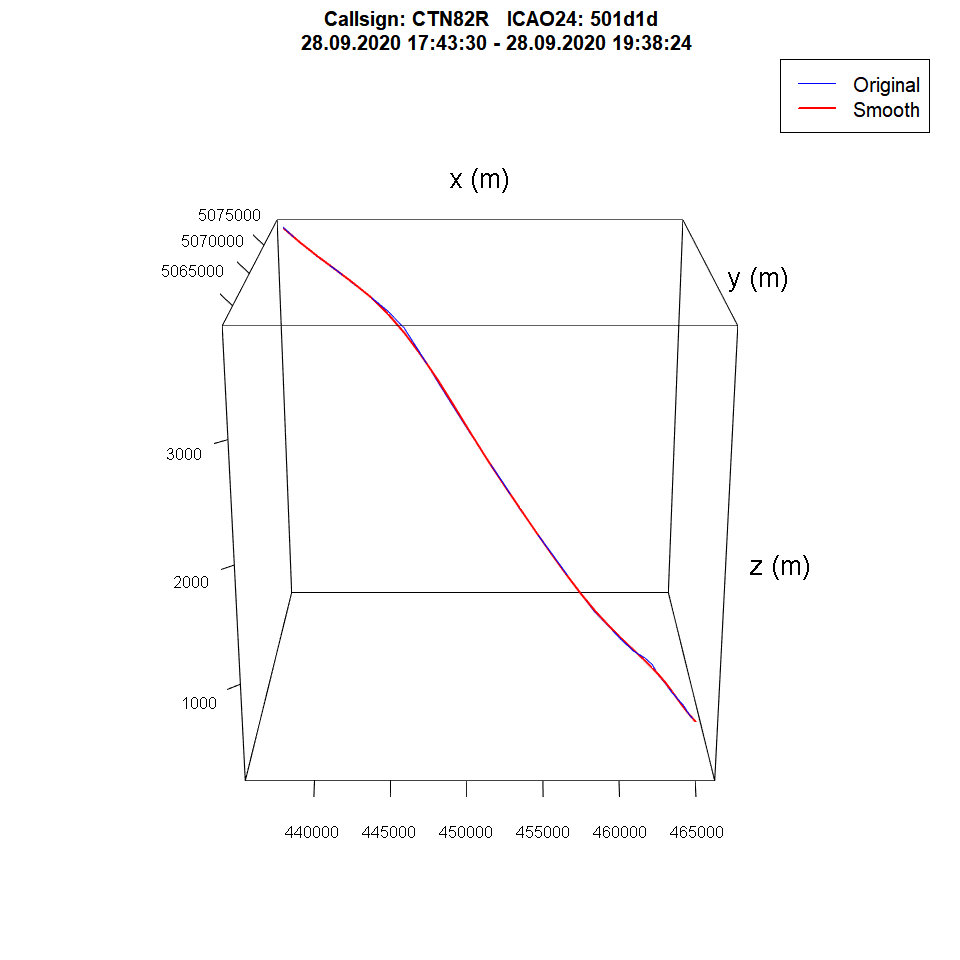 Callsign: CTN82R   ICAO24: 501d1d
28.09.2020 17:43:30 - 28.09.2020 19:38:24
Original
Smooth
x (m)
5075000
5070000
5065000
y (m)
3000
z (m)
2000
1000
440000 445000 450000 455000 460000 465000